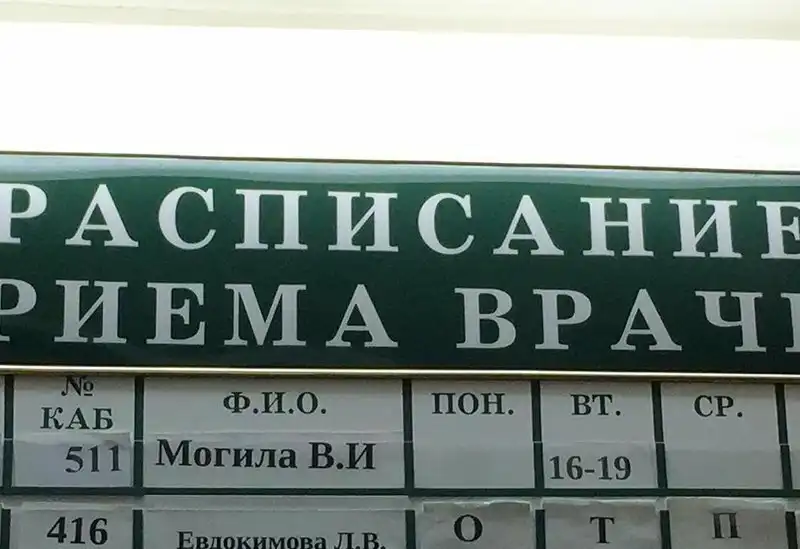 РАСПИСАНИЕ
РИЕМА ВРАЧ
№ КАБ Ф.И.О. ПОН. ВТ. СР.
511 Могила В.И 16-19
416 Евдокимова Л.В. О Т П